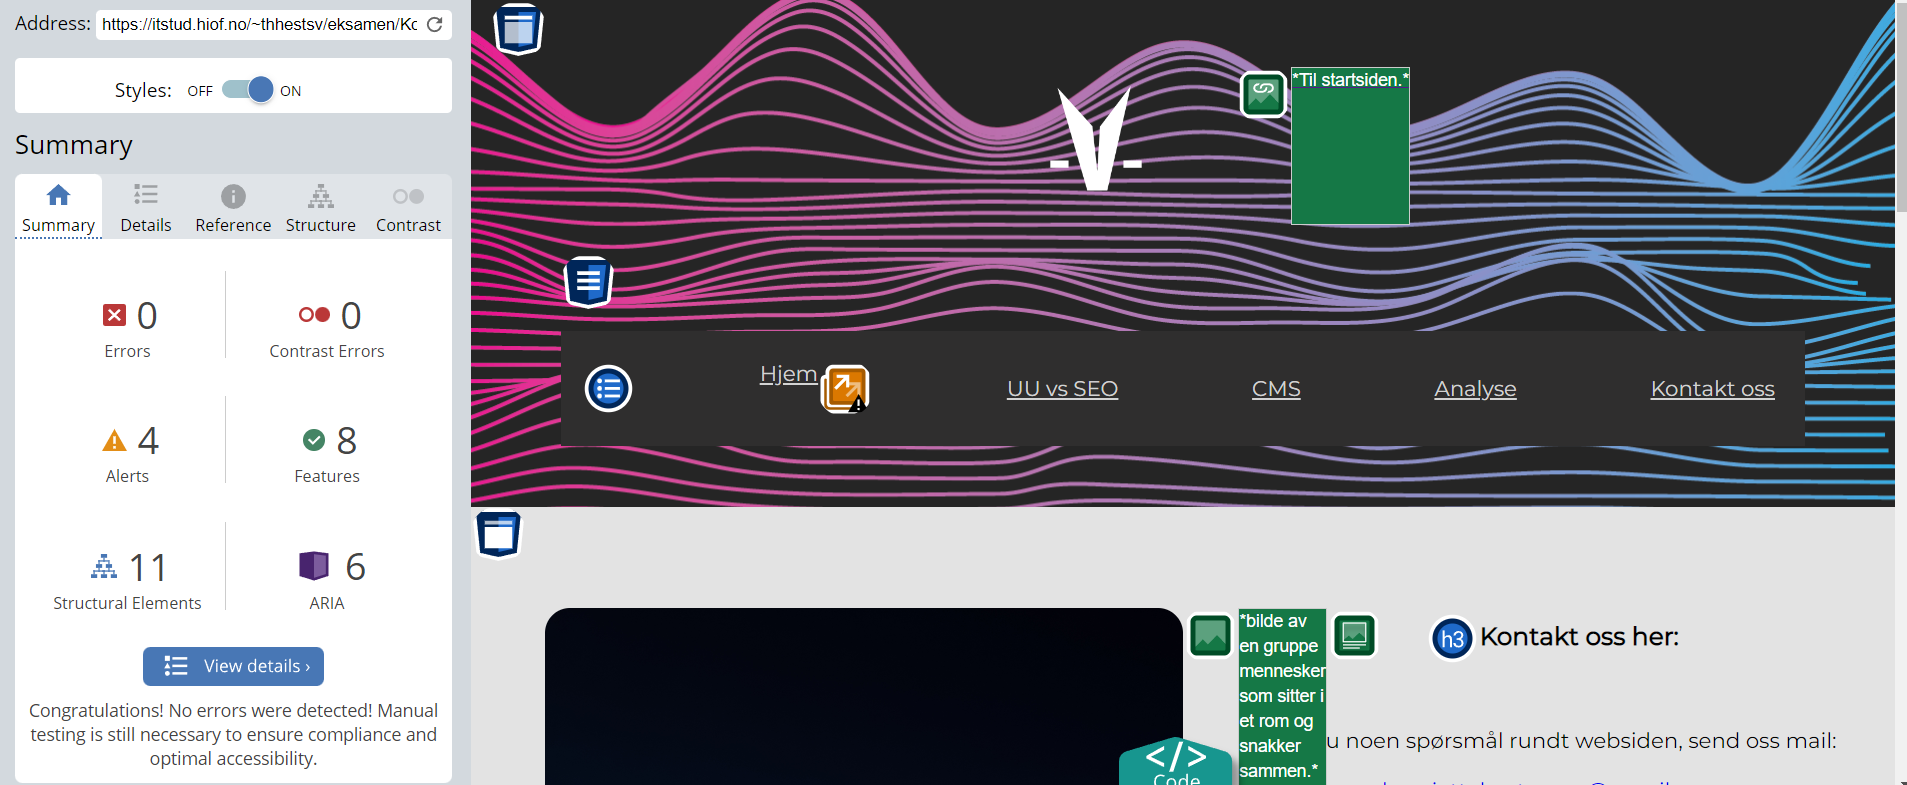 Address: https://itstud.hiof.no/~thhestsv/eksamen/Ko
Styles: OFF ON
Summary
Summary Details Reference Structure Contrast
0 0
Errors Contrast Errors
4 8
Alerts Features
11 6
Structural Elements ARIA
View details ›
Congratulations! No errors were detected! Manual
testing is still necessary to ensure compliance and
optimal accessibility.
*Til startsiden.*
Hjem UU vs SEO CMS Analyse Kontakt oss
*bilde av
en gruppe
mennesker
som sitter i
et rom og
snakker
sammen.*
h3 Kontakt oss her:
u noen spørsmål rundt websiden, send oss mail:
</>
Code